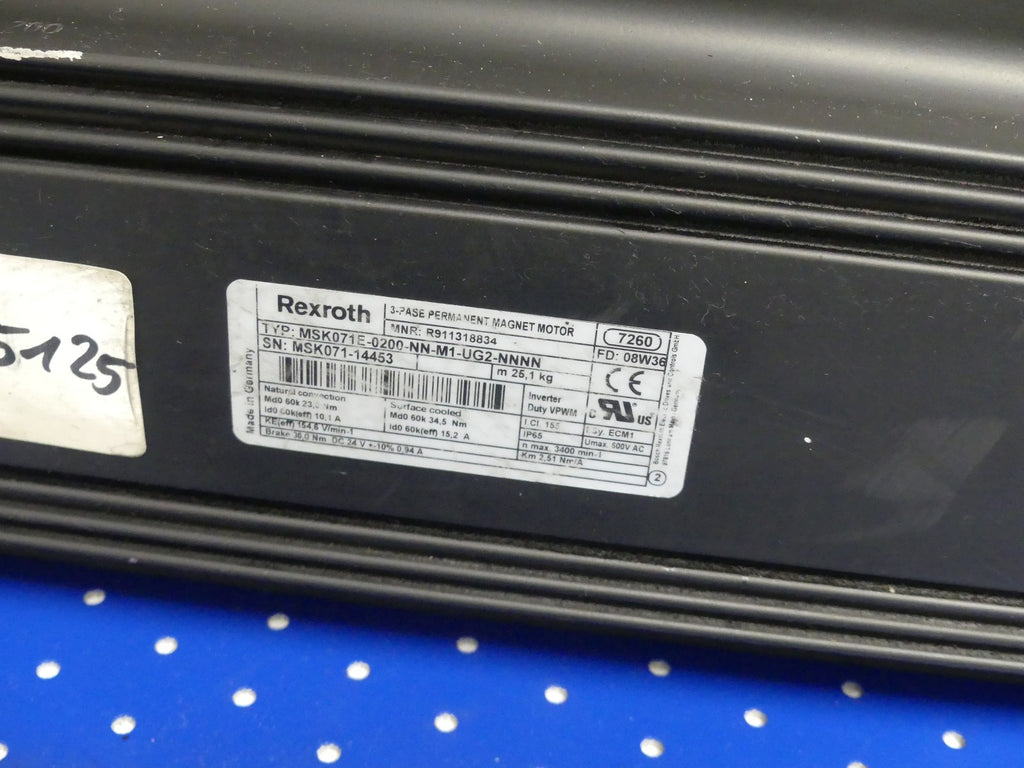 5125
Rexroth
3-PASE PERMANENT MAGNET MOTOR
MNR: R911318834
7260
TYP: MSK071E-0200-NN-M1-UG2-NNNN
FD: 08W36
SN: MSK071-14453
m 25,1 kg
CE
Natural convection
Md0 60k 23,0 Nm
Id0 60k(eff) 10,1 A
Surface cooled
Md0 60k 34,5 Nm
Id0 60k(eff) 15,2 A
Inverter
Duty VPWM
I.Cl. 155
IP65
n max. 3400 min-1
Km 2,51 Nm/A
c RU us
ECM1
Umax. 500V AC
KE(eff) 154,6 V/min-1
Brake 30,0 Nm DC 24 V +-10% 0,94 A
Made in Germany
2